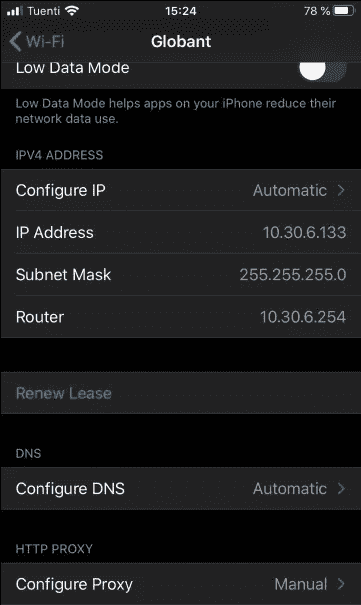 Tuenti 15:24 78 %
Wi-Fi Globant
Low Data Mode
Low Data Mode helps apps on your iPhone reduce their
network data use.
IPV4 ADDRESS
Configure IP Automatic
IP Address 10.30.6.133
Subnet Mask 255.255.255.0
Router 10.30.6.254
Renew Lease
DNS
Configure DNS Automatic
HTTP PROXY
Configure Proxy Manual